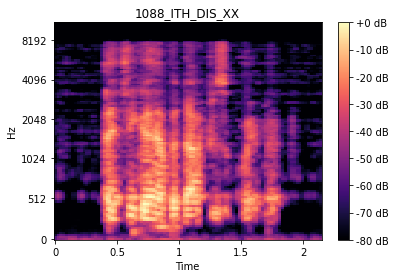 1088_ITH_DIS_XX
8192
4096
2048
1024
512
0
Hz
0
0.5
1
1.5
2
Time
+0 dB
-10 dB
-20 dB
-30 dB
-40 dB
-50 dB
-60 dB
-70 dB
-80 dB